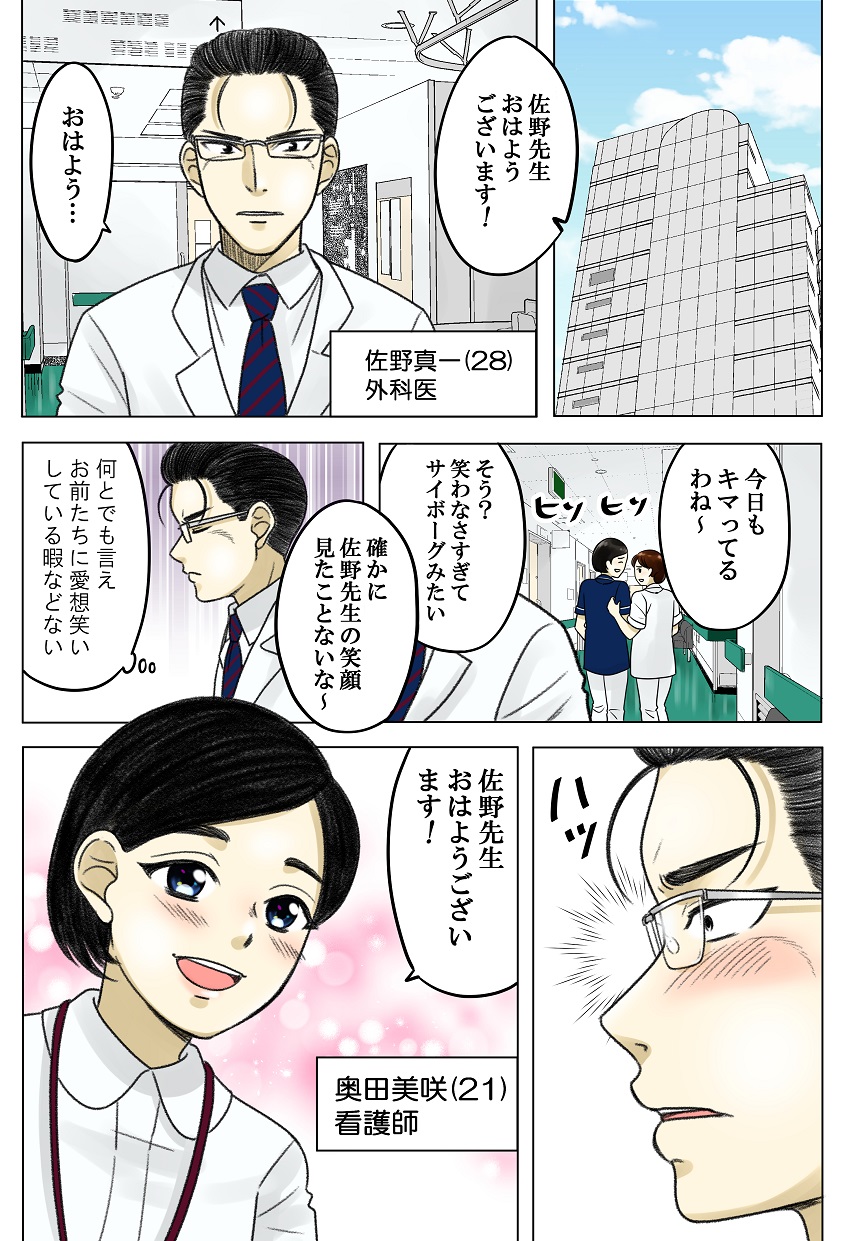 佐野先生
おはよう
ございます！
おはよう…
佐野真一(28)
外科医
今日も
キマってる
わね～
ヒソ ヒソ
そう？
笑わなさすぎて
サイボーグみたい
確かに
佐野先生の笑顔
見たことないな～
何とでも言え
お前たちに愛想笑い
している暇などない
ハッ
佐野先生
おはようござい
ます！
奥田美咲(21)
看護師